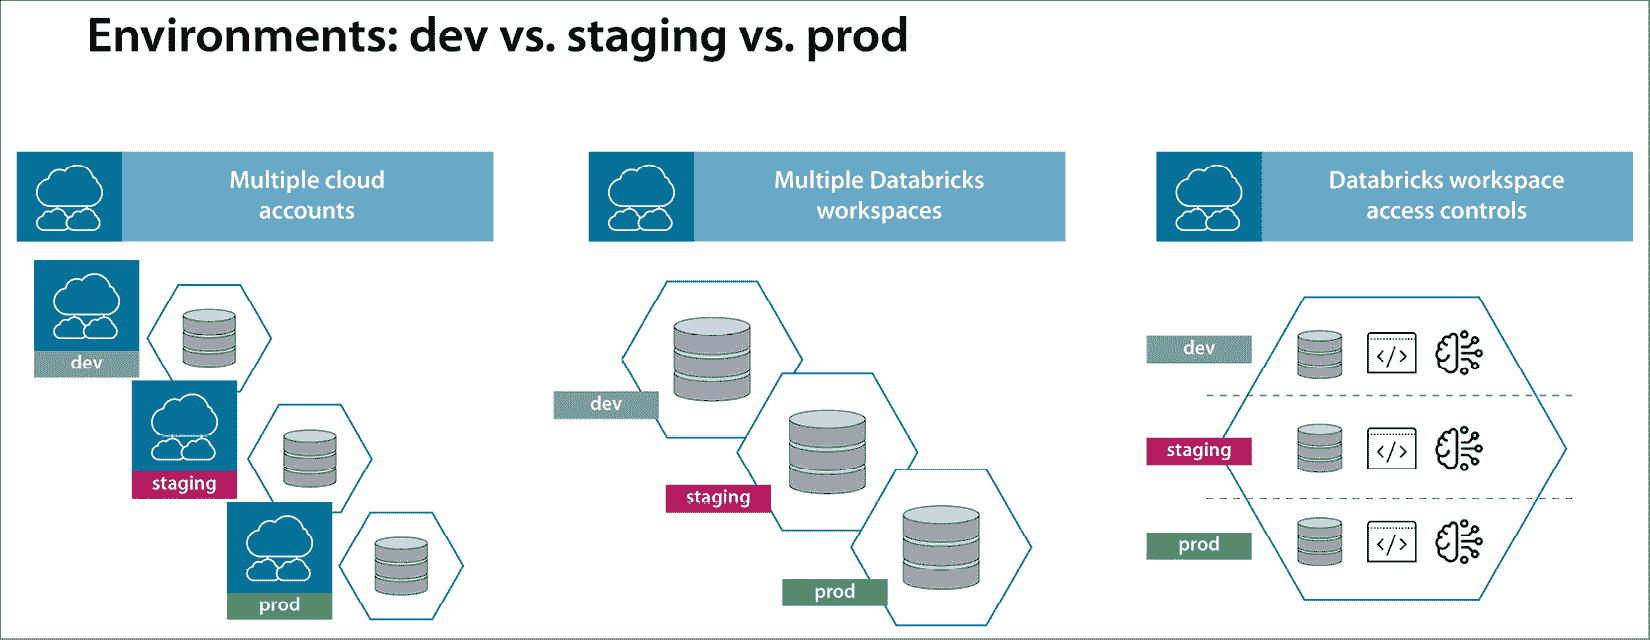 Environments: dev vs. staging vs. prod
Multiple cloud
accounts
dev
staging
prod
Multiple Databricks
workspaces
dev
staging
prod
Databricks workspace
access controls
dev
</>
staging
</>
prod
</>